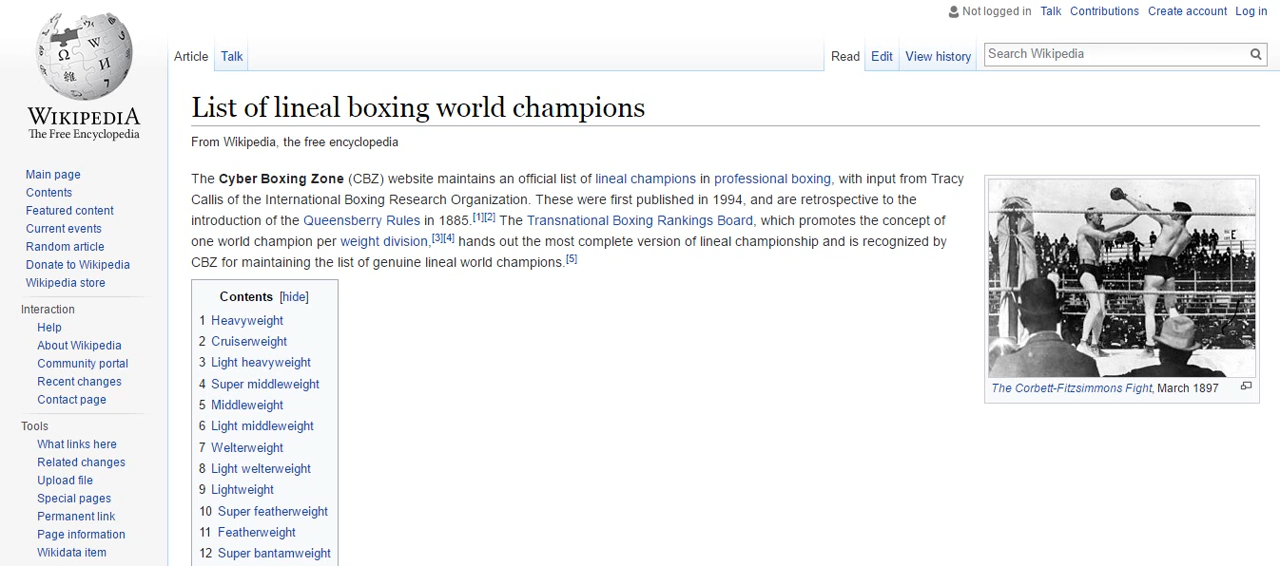 Not logged in Talk Contributions Create account Log in
Article Talk Read Edit View history Search Wikipedia
WIKIPEDIA
The Free Encyclopedia
Main page
Contents
Featured content
Current events
Random article
Donate to Wikipedia
Wikipedia store
Interaction
Help
About Wikipedia
Community portal
Recent changes
Contact page
Tools
What links here
Related changes
Upload file
Special pages
Permanent link
Page information
Wikidata item
List of lineal boxing world champions
From Wikipedia, the free encyclopedia
The Cyber Boxing Zone (CBZ) website maintains an official list of lineal champions in professional boxing, with input from Tracy
Callis of the International Boxing Research Organization. These were first published in 1994, and are retrospective to the
introduction of the Queensberry Rules in 1885.[1][2] The Transnational Boxing Rankings Board, which promotes the concept of
one world champion per weight division,[3][4] hands out the most complete version of lineal championship and is recognized by
CBZ for maintaining the list of genuine lineal world champions.[5]
The Corbett-Fitzsimmons Fight, March 1897
Contents [hide]
1 Heavyweight
2 Cruiserweight
3 Light heavyweight
4 Super middleweight
5 Middleweight
6 Light middleweight
7 Welterweight
8 Light welterweight
9 Lightweight
10 Super featherweight
11 Featherweight
12 Super bantamweight